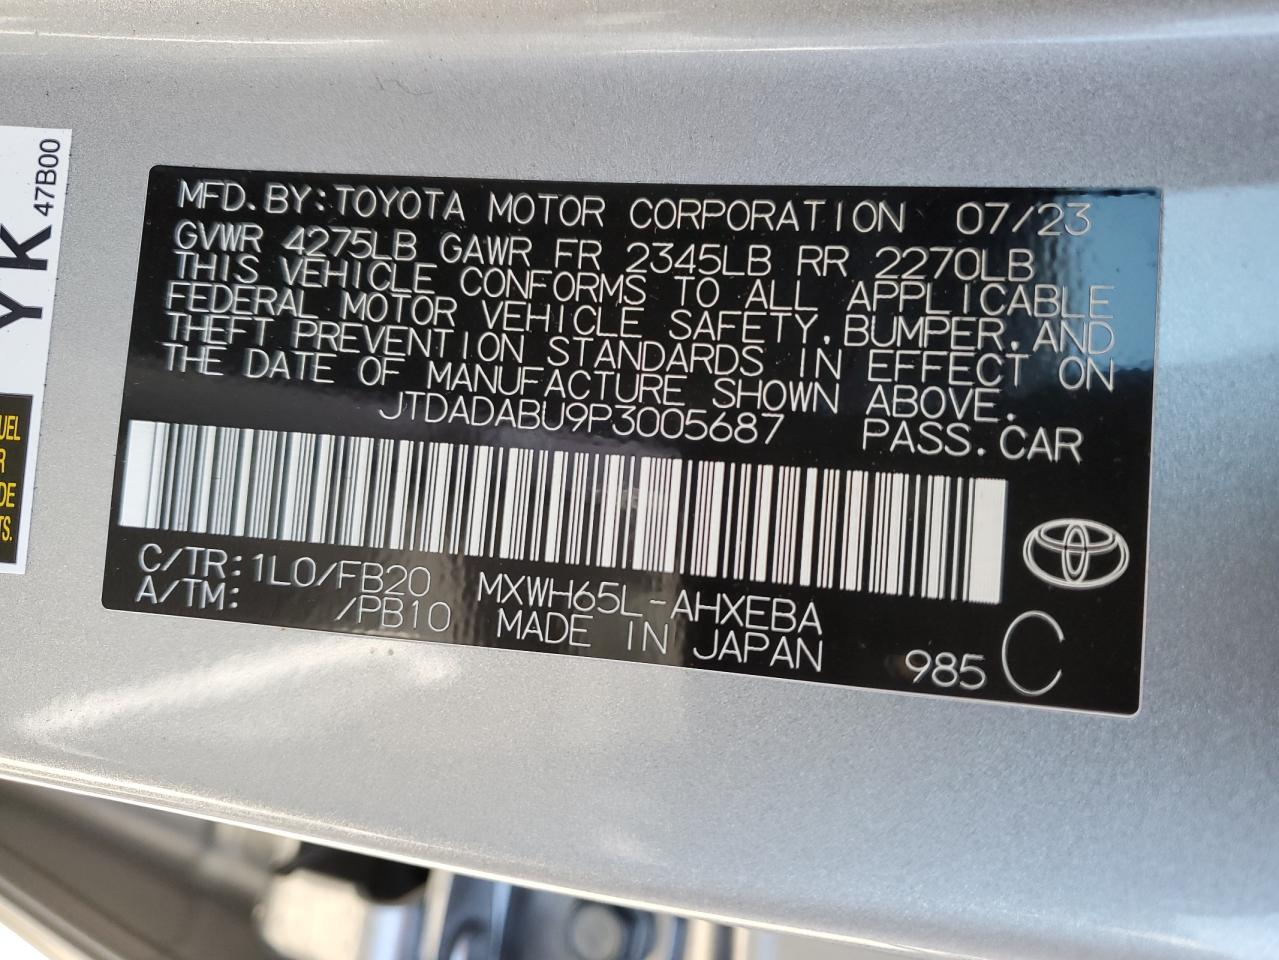 MFD. BY: TOYOTA MOTOR CORPORATION 07/23
GVWR 4275LB GAWR FR 2345LB RR 2270LB
THIS VEHICLE CONFORMS TO ALL APPLICABLE
FEDERAL MOTOR VEHICLE SAFETY, BUMPER, AND
THEFT PREVENTION STANDARDS IN EFFECT ON
THE DATE OF MANUFACTURE SHOWN ABOVE.
JTDADABU9P3005687 PASS. CAR
C/TR: 1L0/FB20 MXWH65L-AHXEBA
A/TM: /PB10 MADE IN JAPAN
985 C
YK
47B00